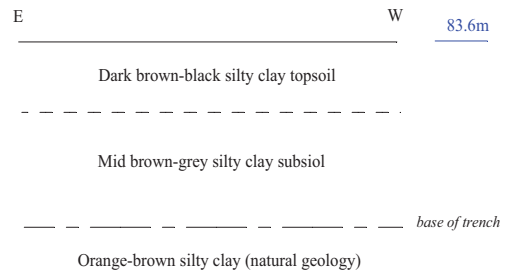 E
W
83.6m
Dark brown-black silty clay topsoil
Mid brown-grey silty clay subsiol
base of trench
Orange-brown silty clay (natural geology)